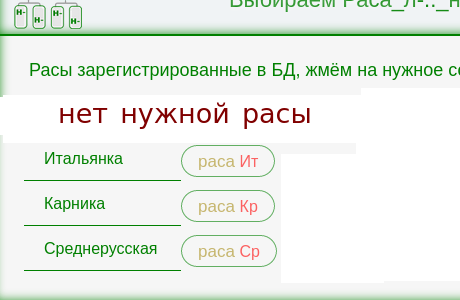 н- н- н- н-
Выбираем Раса_л-.._н
Расы зарегистрированные в БД, жмём на нужное се
нет нужной расы
Итальянка раса Ит
Карника раса Кр
Среднерусская раса Ср